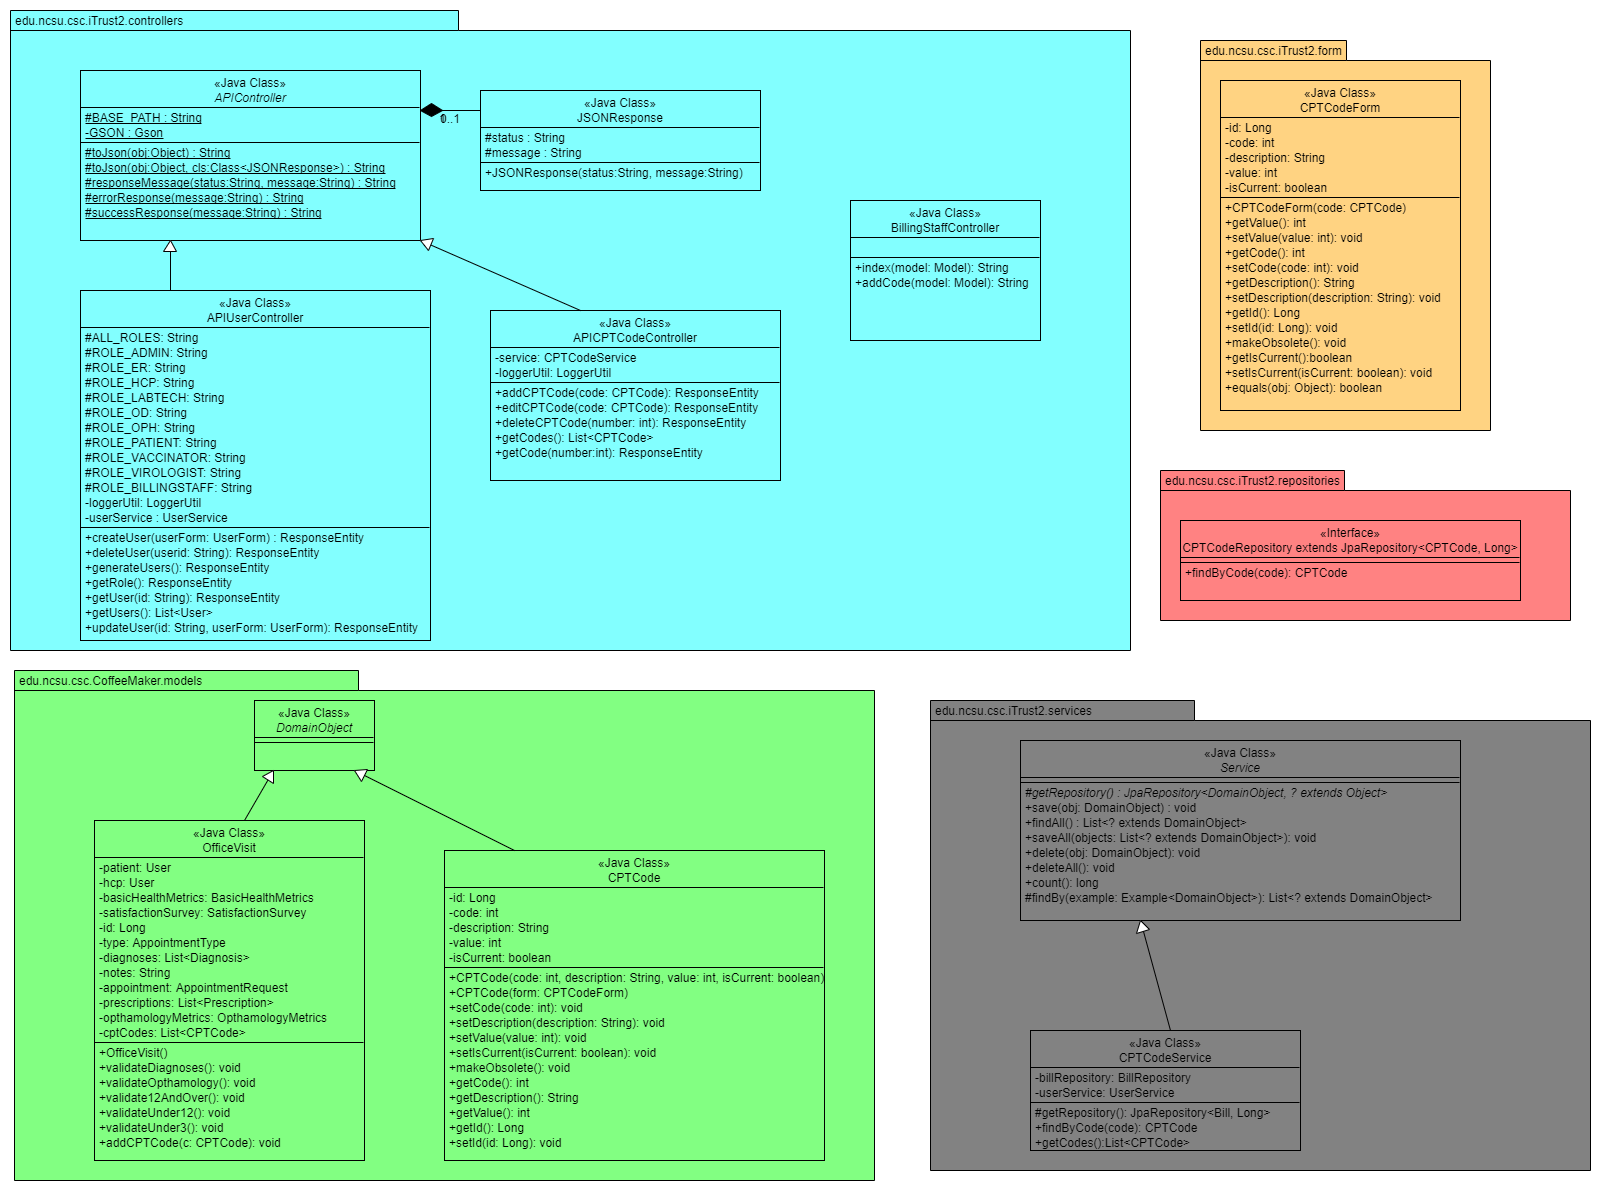 edu.ncsu.csc.iTrust2.controllers
«Java Class»
APIController
#BASE_PATH : String
-GSON : Gson
#toJson(obj:Object) : String
#toJson(obj:Object, cls:Class<JSONResponse>) : String
#responseMessage(status:String, message:String) : String
#errorResponse(message:String) : String
#successResponse(message:String) : String
0..1
«Java Class»
JSONResponse
#status : String
#message : String
+JSONResponse(status:String, message:String)
«Java Class»
BillingStaffController
+index(model: Model): String
+addCode(model: Model): String
«Java Class»
APIUserController
#ALL_ROLES: String
#ROLE_ADMIN: String
#ROLE_ER: String
#ROLE_HCP: String
#ROLE_LABTECH: String
#ROLE_OD: String
#ROLE_OPH: String
#ROLE_PATIENT: String
#ROLE_VACCINATOR: String
#ROLE_VIROLOGIST: String
#ROLE_BILLINGSTAFF: String
-loggerUtil: LoggerUtil
-userService : UserService
+createUser(userForm: UserForm) : ResponseEntity
+deleteUser(userid: String): ResponseEntity
+generateUsers(): ResponseEntity
+getRole(): ResponseEntity
+getUser(id: String): ResponseEntity
+getUsers(): List<User>
+updateUser(id: String, userForm: UserForm): ResponseEntity
«Java Class»
APICPTCodeController
-service: CPTCodeService
-loggerUtil: LoggerUtil
+addCPTCode(code: CPTCode): ResponseEntity
+editCPTCode(code: CPTCode): ResponseEntity
+deleteCPTCode(number: int): ResponseEntity
+getCodes(): List<CPTCode>
+getCode(number:int): ResponseEntity
edu.ncsu.csc.iTrust2.form
«Java Class»
CPTCodeForm
-id: Long
-code: int
-description: String
-value: int
-isCurrent: boolean
+CPTCodeForm(code: CPTCode)
+getValue(): int
+setValue(value: int): void
+getCode(): int
+setCode(code: int): void
+getDescription(): String
+setDescription(description: String): void
+getId(): Long
+setId(id: Long): void
+makeObsolete(): void
+getIsCurrent():boolean
+setIsCurrent(isCurrent: boolean): void
+equals(obj: Object): boolean
edu.ncsu.csc.iTrust2.repositories
«Interface»
CPTCodeRepository extends JpaRepository<CPTCode, Long>
+findByCode(code): CPTCode
edu.ncsu.csc.CoffeeMaker.models
«Java Class»
DomainObject
«Java Class»
OfficeVisit
-patient: User
-hcp: User
-basicHealthMetrics: BasicHealthMetrics
-satisfactionSurvey: SatisfactionSurvey
-id: Long
-type: AppointmentType
-diagnoses: List<Diagnosis>
-notes: String
-appointment: AppointmentRequest
-prescriptions: List<Prescription>
-opthamologyMetrics: OpthamologyMetrics
-cptCodes: List<CPTCode>
+OfficeVisit()
+validateDiagnoses(): void
+validateOpthamology(): void
+validate12AndOver(): void
+validateUnder12(): void
+validateUnder3(): void
+addCPTCode(c: CPTCode): void
«Java Class»
CPTCode
-id: Long
-code: int
-description: String
-value: int
-isCurrent: boolean
+CPTCode(code: int, description: String, value: int, isCurrent: boolean)
+CPTCode(form: CPTCodeForm)
+setCode(code: int): void
+setDescription(description: String): void
+setValue(value: int): void
+setIsCurrent(isCurrent: boolean): void
+makeObsolete(): void
+getCode(): int
+getDescription(): String
+getValue(): int
+getId(): Long
+setId(id: Long): void
edu.ncsu.csc.iTrust2.services
«Java Class»
Service
#getRepository() : JpaRepository<DomainObject, ? extends Object>
+save(obj: DomainObject) : void
+findAll() : List<? extends DomainObject>
+saveAll(objects: List<? extends DomainObject>): void
+delete(obj: DomainObject): void
+deleteAll(): void
+count(): long
#findBy(example: Example<DomainObject>): List<? extends DomainObject>
«Java Class»
CPTCodeService
-billRepository: BillRepository
-userService: UserService
#getRepository(): JpaRepository<Bill, Long>
+findByCode(code): CPTCode
+getCodes():List<CPTCode>